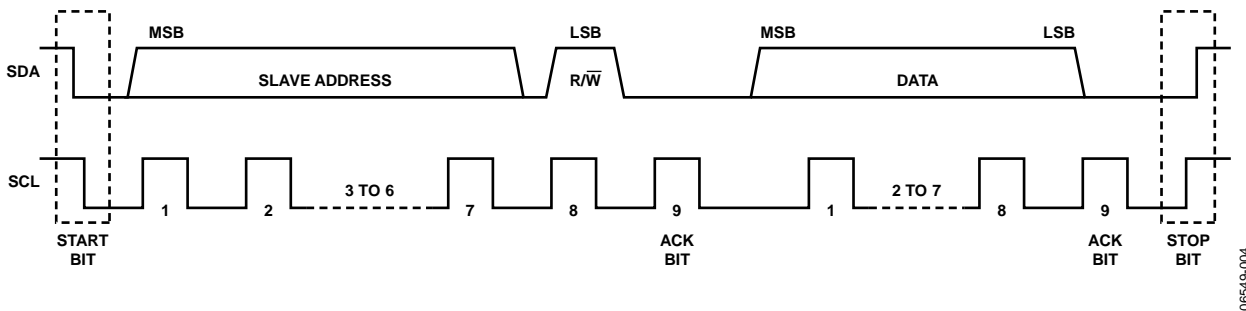 MSB
LSB
MSB
LSB
SDA
SLAVE ADDRESS
R/W̅
DATA
SCL
1
2
3 TO 6
7
8
9
1
2 TO 7
8
9
START
BIT
ACK
BIT
ACK
BIT
STOP
BIT
06549-004